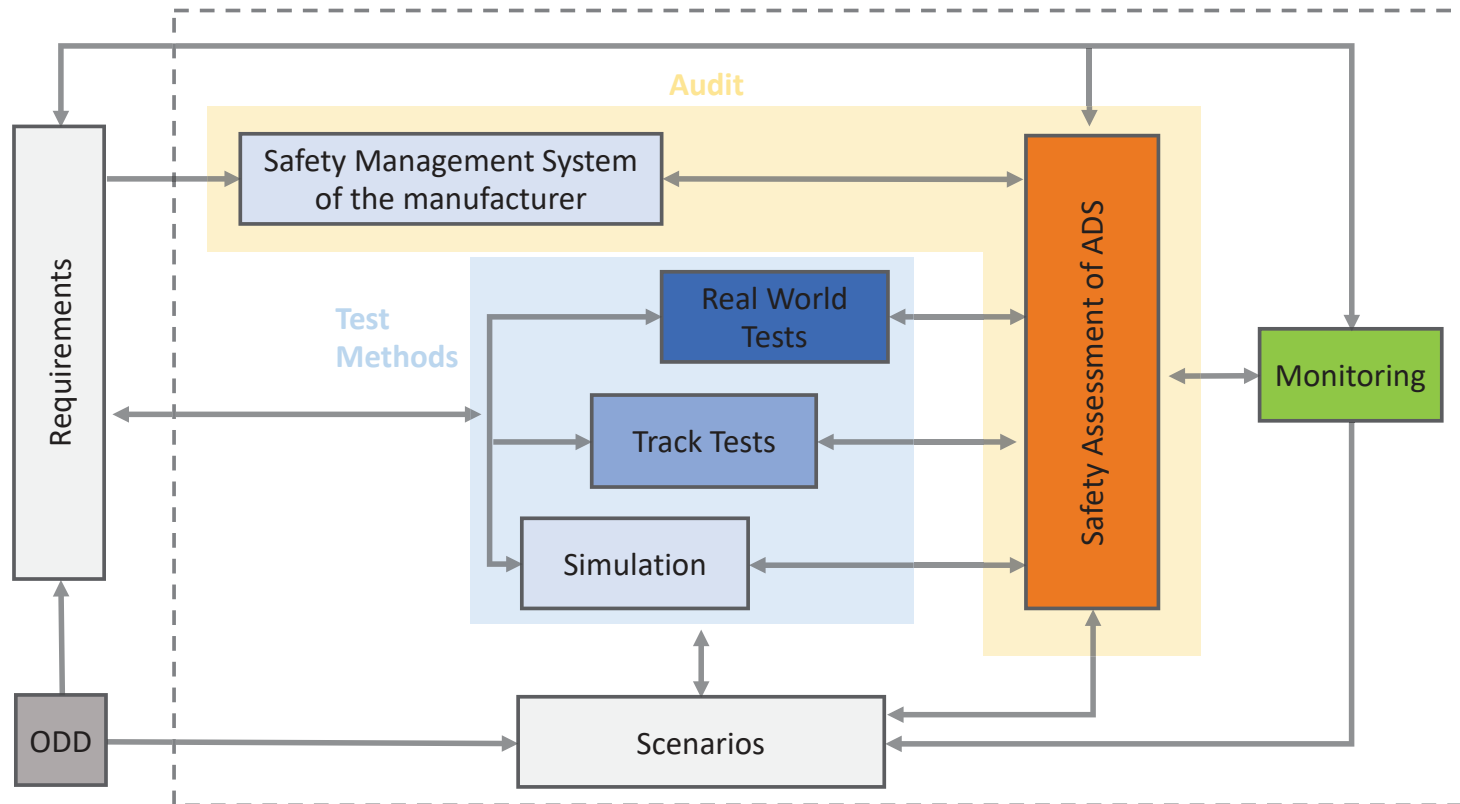 Audit
Safety Management System
of the manufacturer
Requirements
Safety Assessment of ADS
Real World
Tests
Test
Methods
Monitoring
Track Tests
Simulation
ODD
Scenarios